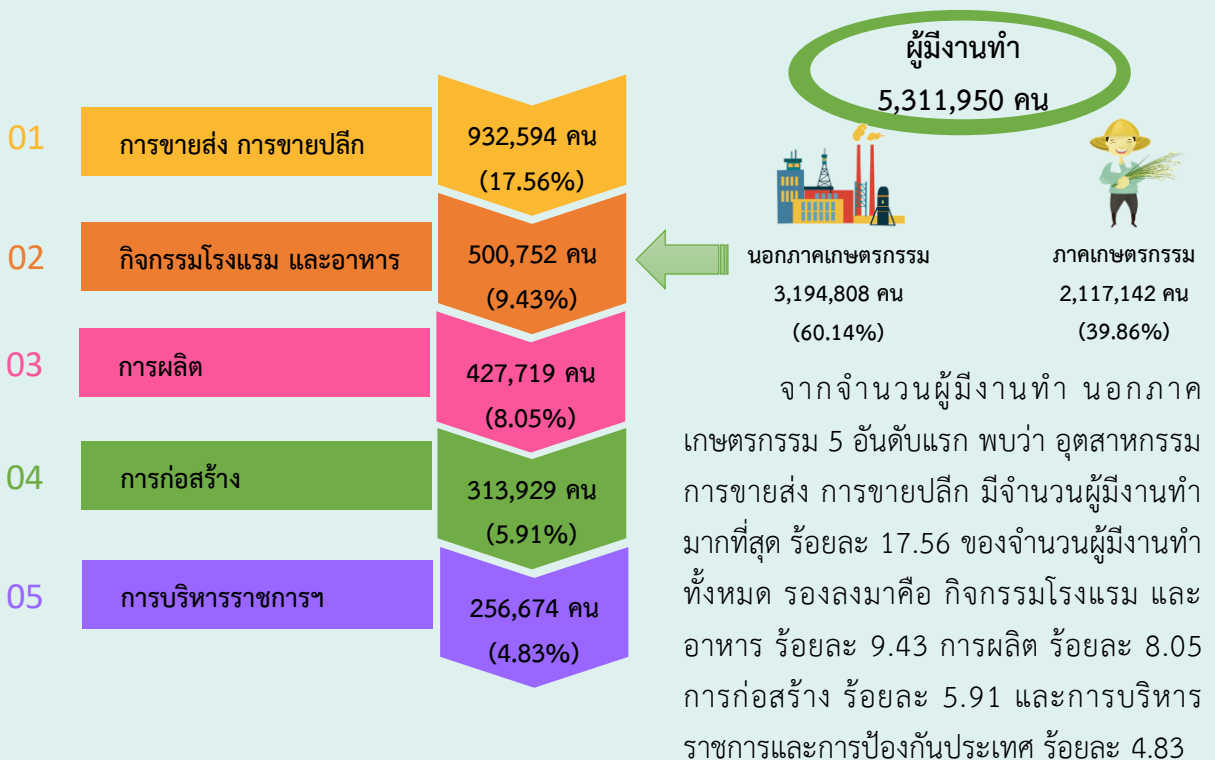 ผู้มีงานทำ
5,311,950 คน
01
การขายส่ง การขายปลีก
932,594 คน
(17.56%)
02
กิจกรรมโรงแรม และอาหาร
500,752 คน
(9.43%)
03
การผลิต
427,719 คน
(8.05%)
04
การก่อสร้าง
313,929 คน
(5.91%)
05
การบริหารราชการฯ
256,674 คน
(4.83%)
นอกภาคเกษตรกรรม
3,194,808 คน
(60.14%)
ภาคเกษตรกรรม
2,117,142 คน
(39.86%)
จากจำนวนผู้มีงานทำ นอกภาค
เกษตรกรรม 5 อันดับแรก พบว่า อุตสาหกรรม
การขายส่ง การขายปลีก มีจำนวนผู้มีงานทำ
มากที่สุด ร้อยละ 17.56 ของจำนวนผู้มีงานทำ
ทั้งหมด รองลงมาคือ กิจกรรมโรงแรม และ
อาหาร ร้อยละ 9.43 การผลิต ร้อยละ 8.05
การก่อสร้าง ร้อยละ 5.91 และการบริหาร
ราชการและการป้องกันประเทศ ร้อยละ 4.83